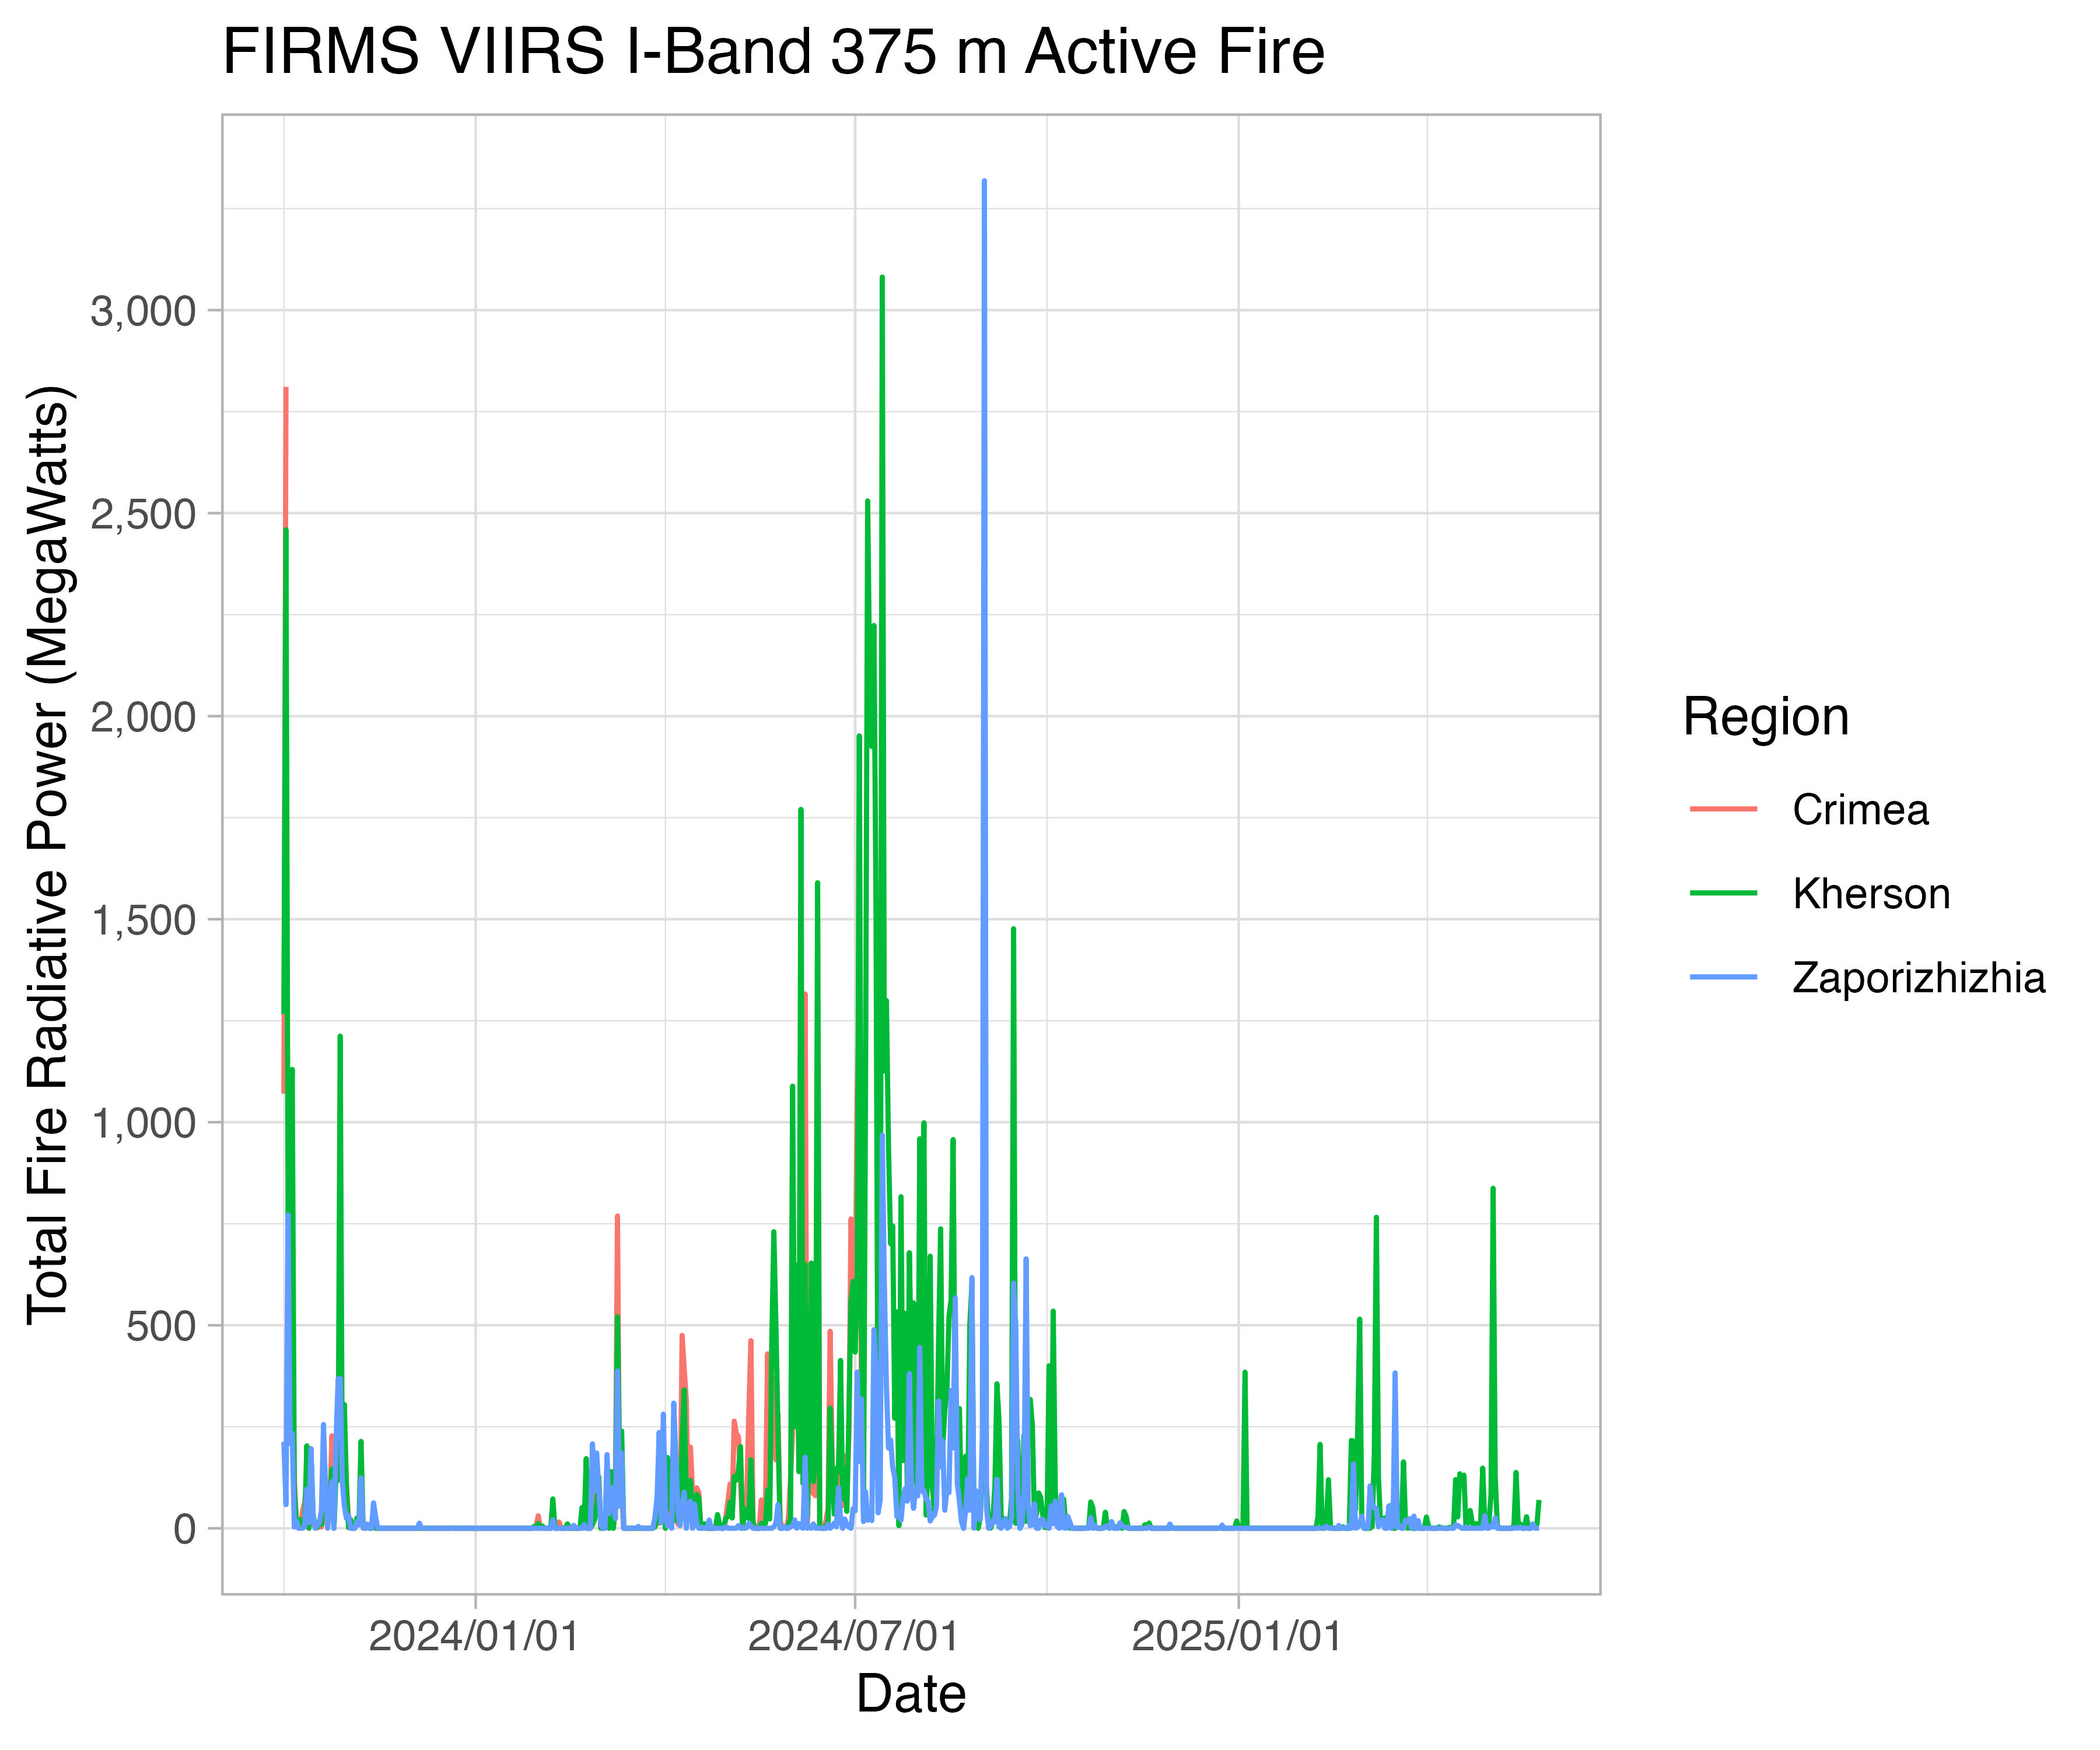 FIRMS VIIRS I-Band 375 m Active Fire
Total Fire Radiative Power (MegaWatts)
3,000
2,500
2,000
1,500
1,000
500
0
2024/01/01
2024/07/01
2025/01/01
Date
Region
Crimea
Kherson
Zaporizhizhia